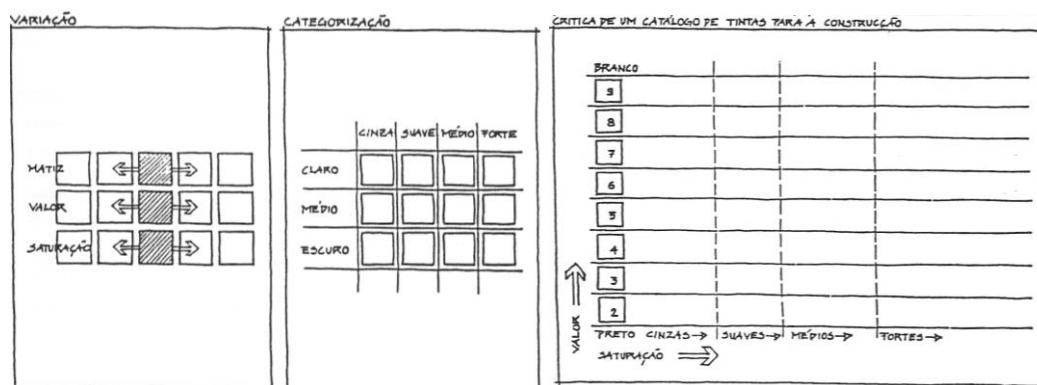 VARIAÇÃO
MATIZ
VALOR
SATURAÇÃO
CATEGORIZAÇÃO
CINZA SUAVE MÉDIO FORTE
CLARO
MÉDIO
ESCURO
CRITICA DE UM CATÁLOGO DE TINTAS PARA A CONSTRUCÇÃO
BRANCO
9
8
7
6
5
4
3
2
VALOR
PRETO CINZAS SUAVES MÉDIOS FORTES
SATURAÇÃO